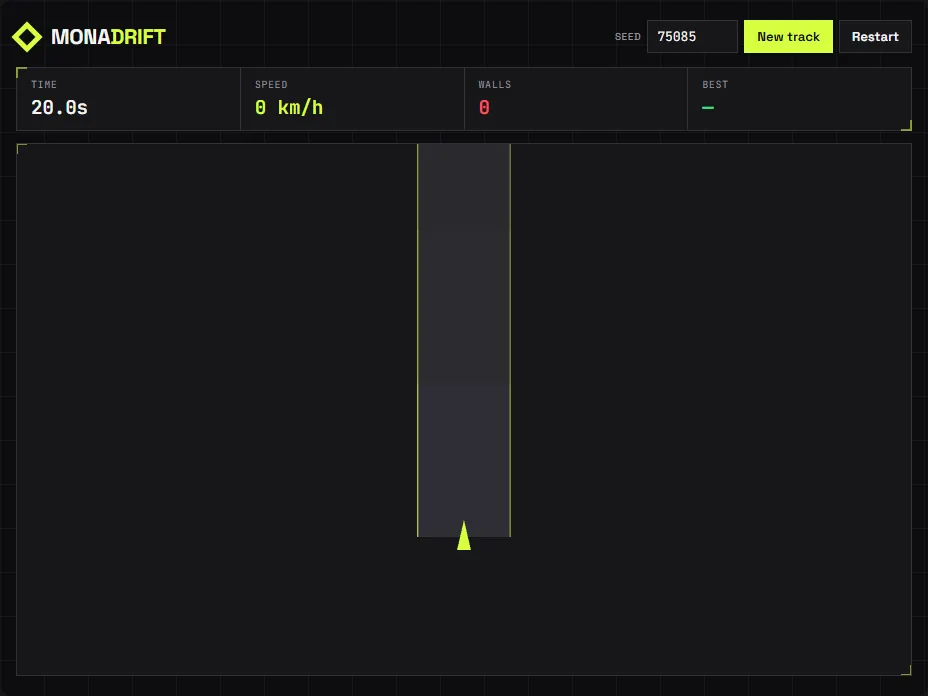 MONADRIFT
SEED 75085 New track Restart
TIME SPEED WALLS BEST
20.0s 0 km/h 0 —